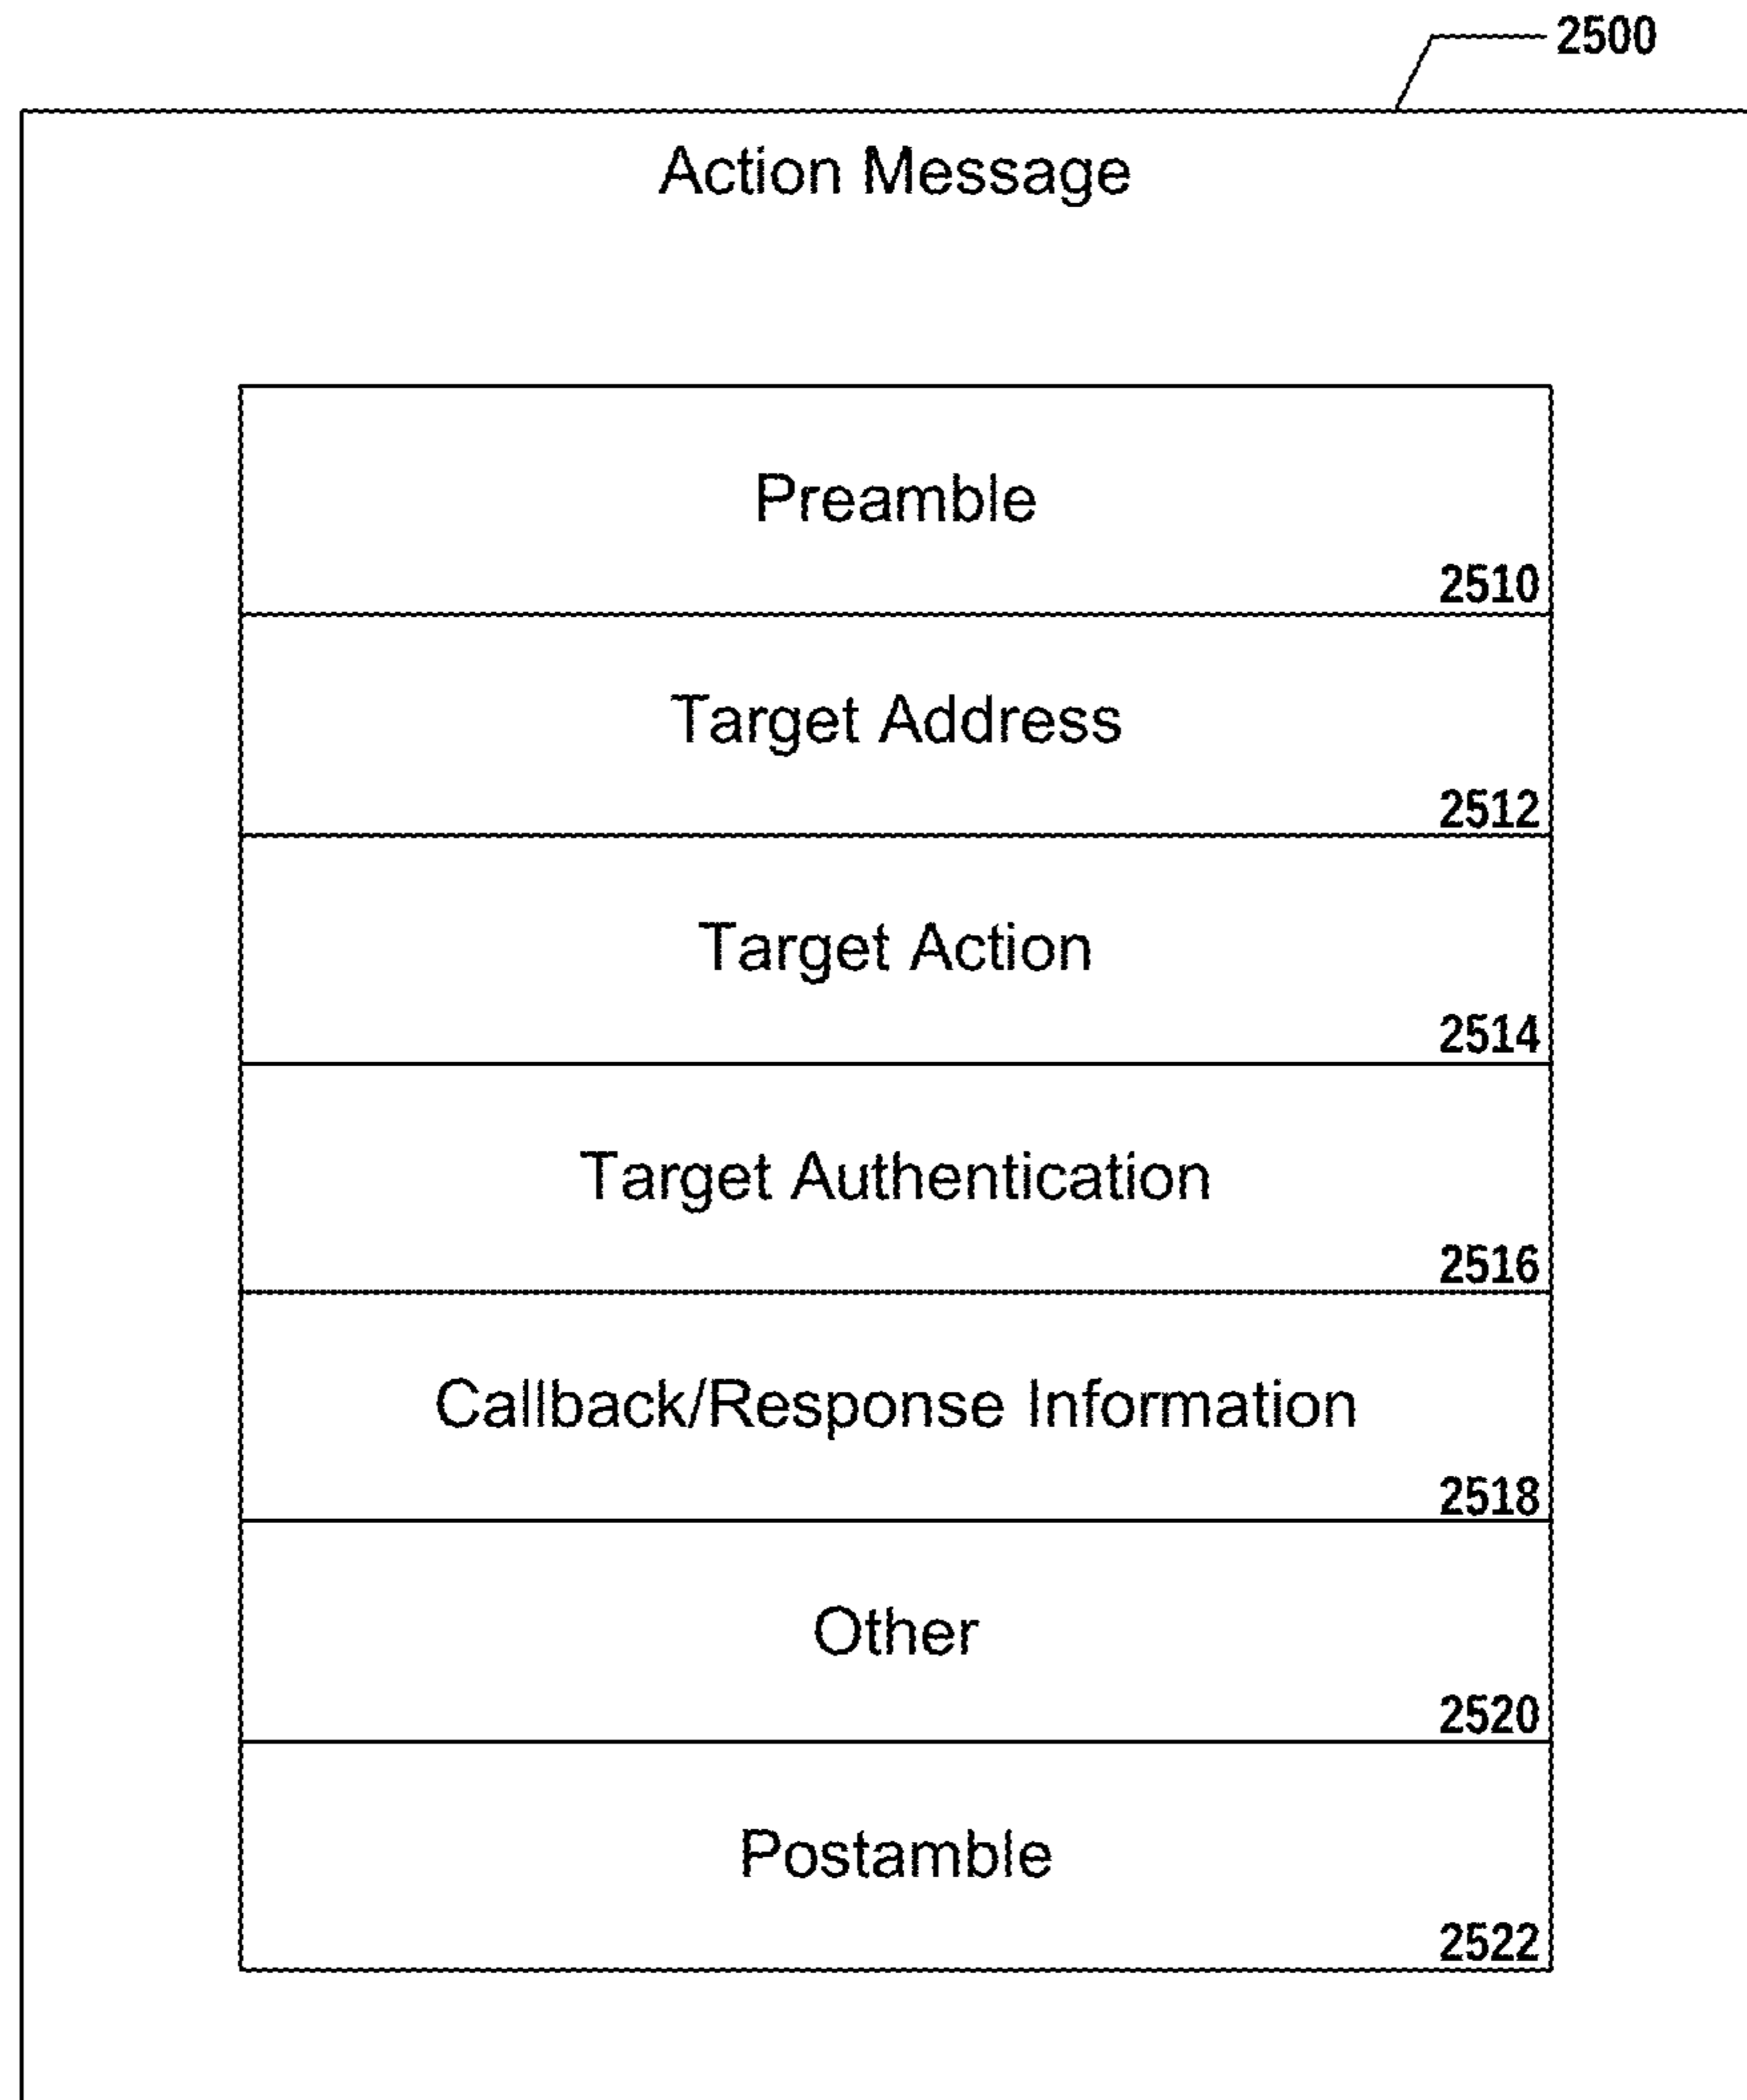 2500
Action Message
Preamble
2510
Target Address
2512
Target Action
2514
Target Authentication
2516
Callback/Response Information
2518
Other
2520
Postamble
2522